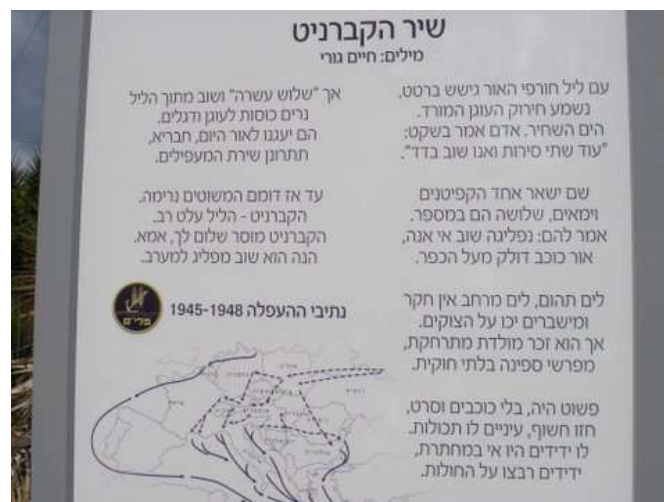 שיר הקברניט
מילים: חיים גורי
עם ליל חורפי האור גישש ברטט,
נשמע חירוק העוגן המורד.
הים השחיר. אדם אמר בשקט:
"עוד שתי סירות ואנו שוב בדד".
שם ישאר אחד הקפיטנים
וימאים, שלושה הם במספר.
אמר להם: נפליגה שוב אי אנה,
אור כוכב דולק מעל הכפר.
לים תהום, לים מרחב אין חקר
ומישברים יכו על הצוקים.
אך הוא זכר מולדת מתרחקת,
מפרשי ספינה בלתי חוקית.
פשוט היה, בלי כוכבים וסרט,
חזו חשוף, עיניים לו תכולות.
לו ידידים היו אי במחתרת,
ידידים רבצו על החולות.
אך "שלוש עשרה" ושוב מתוך הליל
נרים כוסות לעוגן ודגלים.
הם יעגנו לאור היום, חבריא,
תתרונן שירת המעפילים.
עד אז דומם המשוטים נרימה,
הקברניט - הליל עלט רב.
הקברניט מוסר שלום לך, אמא.
הנה הוא שוב מפליג למערב.
נתיבי ההעפלה 1945-1948
פלי"ם